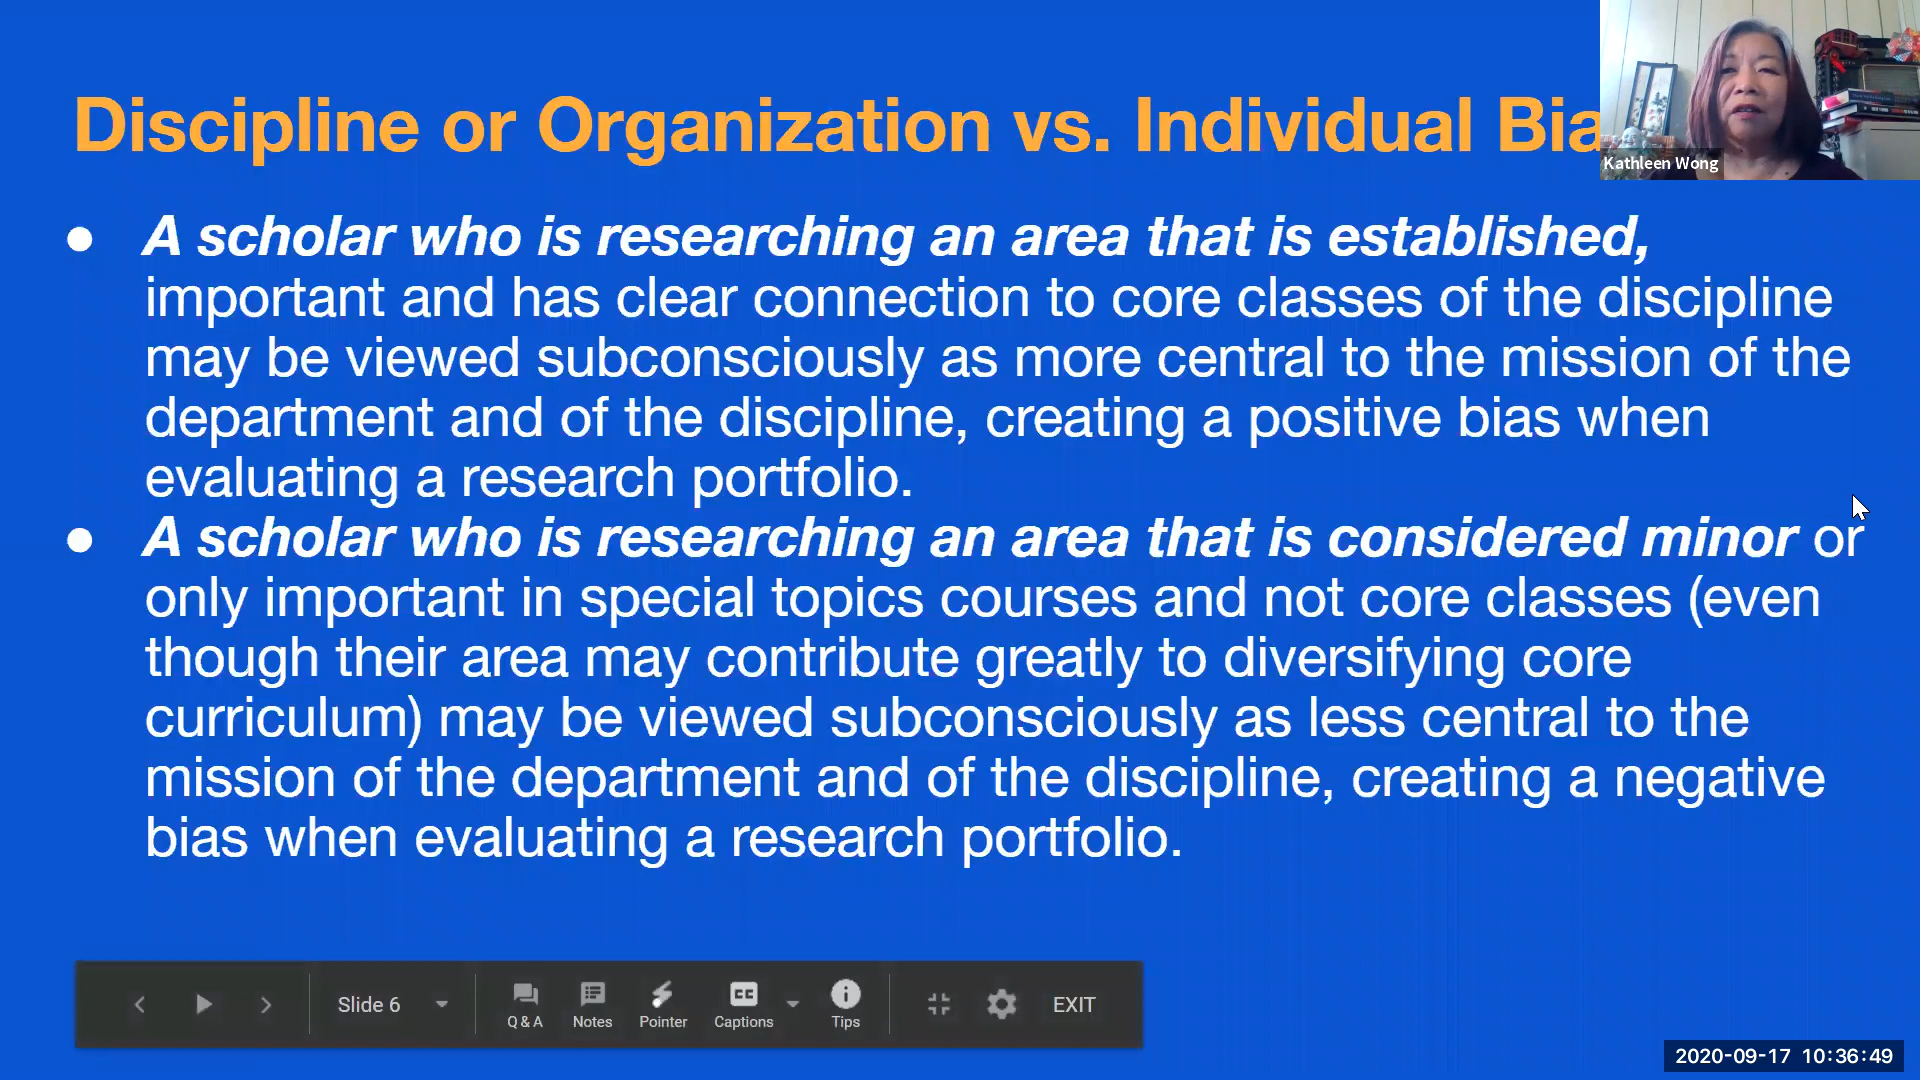 Discipline or Organization vs. Individual Bia
Kathleen Wong
● A scholar who is researching an area that is established,
important and has clear connection to core classes of the discipline
may be viewed subconsciously as more central to the mission of the
department and of the discipline, creating a positive bias when
evaluating a research portfolio.
● A scholar who is researching an area that is considered minor or
only important in special topics courses and not core classes (even
though their area may contribute greatly to diversifying core
curriculum) may be viewed subconsciously as less central to the
mission of the department and of the discipline, creating a negative
bias when evaluating a research portfolio.
Slide 6
Q & A Notes Pointer Captions Tips
EXIT
2020-09-17 10:36:49